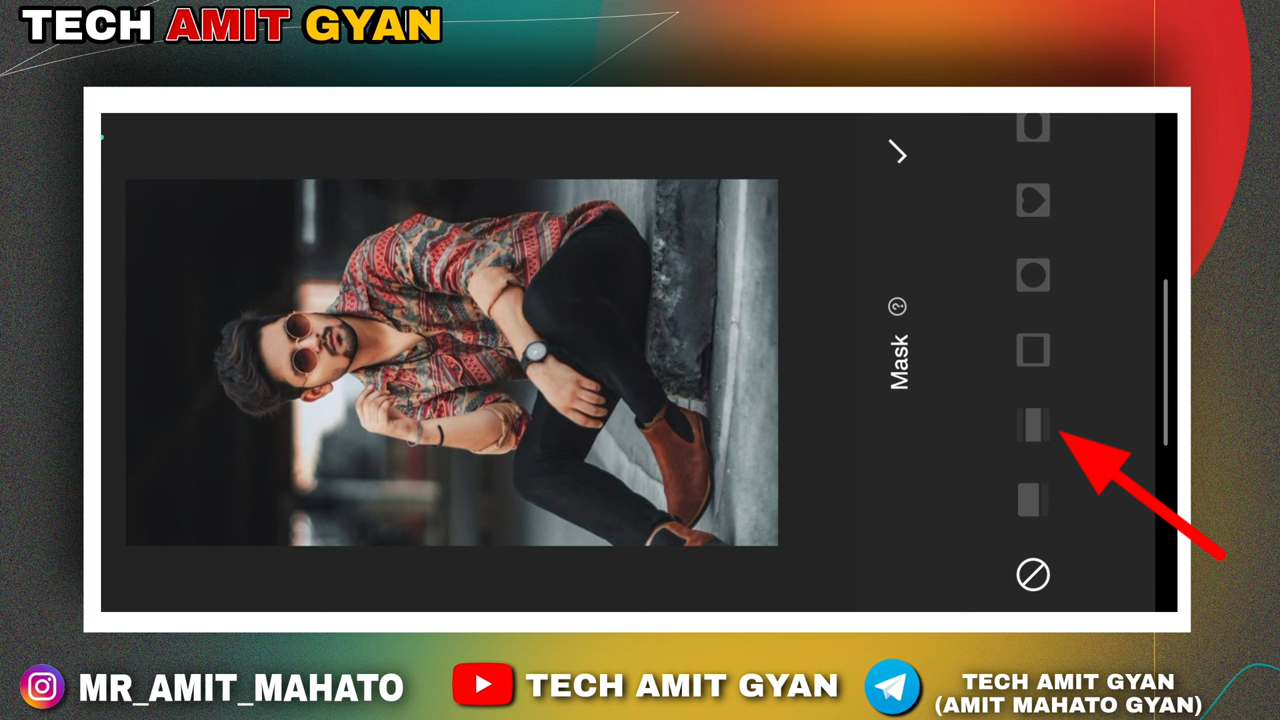 TECH AMIT GYAN
Mask
MR_AMIT_MAHATO
TECH AMIT GYAN
TECH AMIT GYAN
(AMIT MAHATO GYAN)